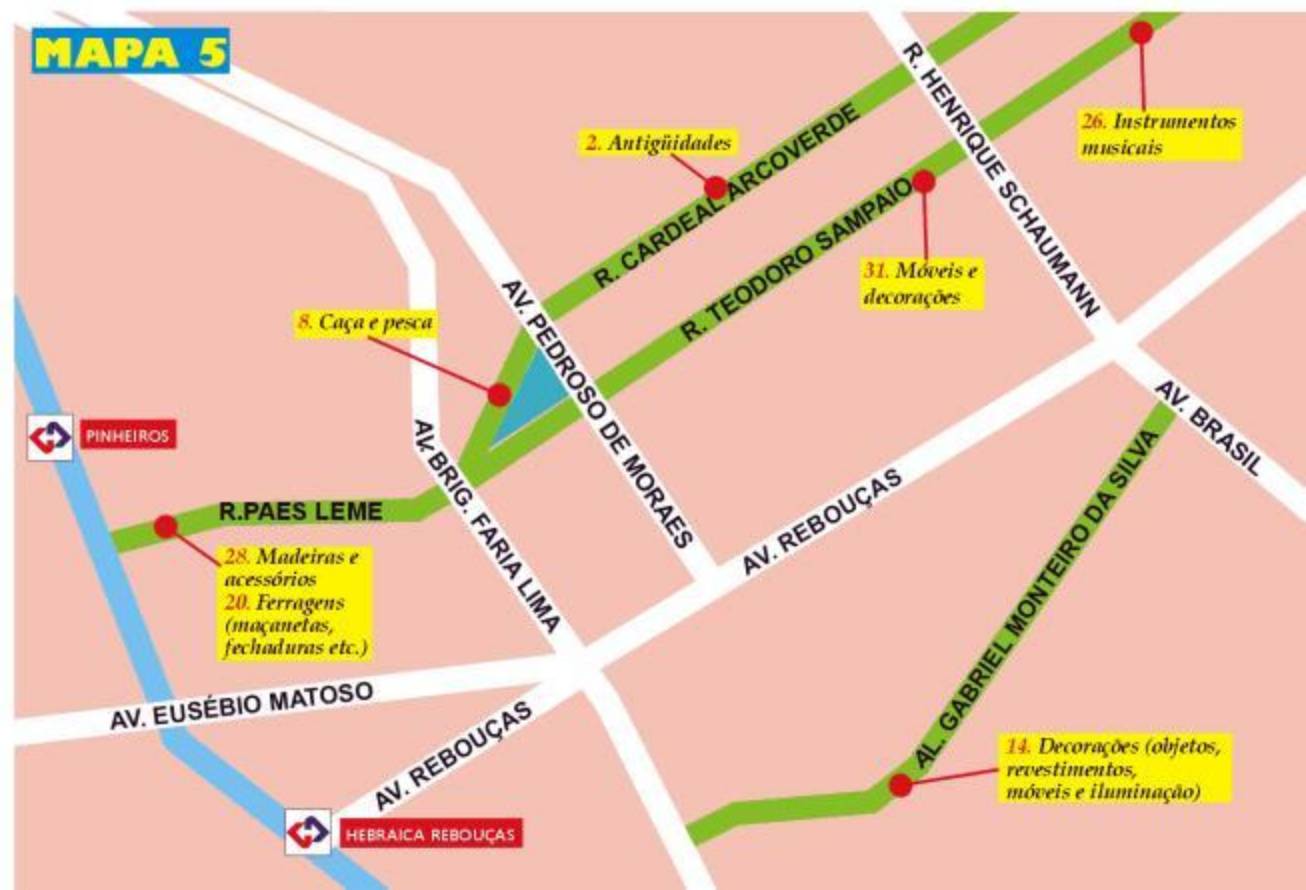 MAPA 5
R. HENRIQUE SCHAUMANN
26. Instrumentos
musicais
2. Antigüidades
R. CARDEAL ARCOVERDE
R. TEODORO SAMPAIO
31. Móveis e
decorações
8. Caça e pesca
AV. PEDROSO DE MORAES
AV. BRASIL
PINHEIROS
AV. BRIG. FARIA LIMA
R.PAES LEME
AV. REBOUÇAS
AL. GABRIEL MONTEIRO DA SILVA
28. Madeiras e
acessórios
20. Ferragens
(maçanetas,
fechaduras etc.)
AV. EUSÉBIO MATOSO
AV. REBOUÇAS
14. Decorações (objetos,
revestimentos,
móveis e iluminação)
HEBRAICA REBOUÇAS